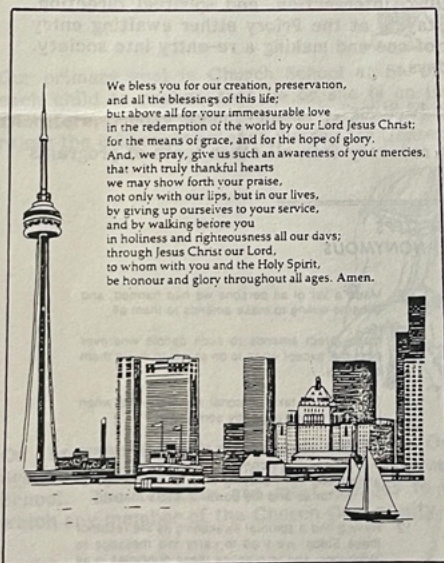 We bless you for our creation, preservation,
and all the blessings of this life;
but above all for your immeasurable love
in the redemption of the world by our Lord Jesus Christ;
for the means of grace, and for the hope of glory.
And, we pray, give us such an awareness of your mercies,
that with truly thankful hearts
we may show forth your praise,
not only with our lips, but in our lives,
by giving up ourselves to your service,
and by walking before you
in holiness and righteousness all our days;
through Jesus Christ our Lord,
to whom with you and the Holy Spirit,
be honour and glory throughout all ages. Amen.